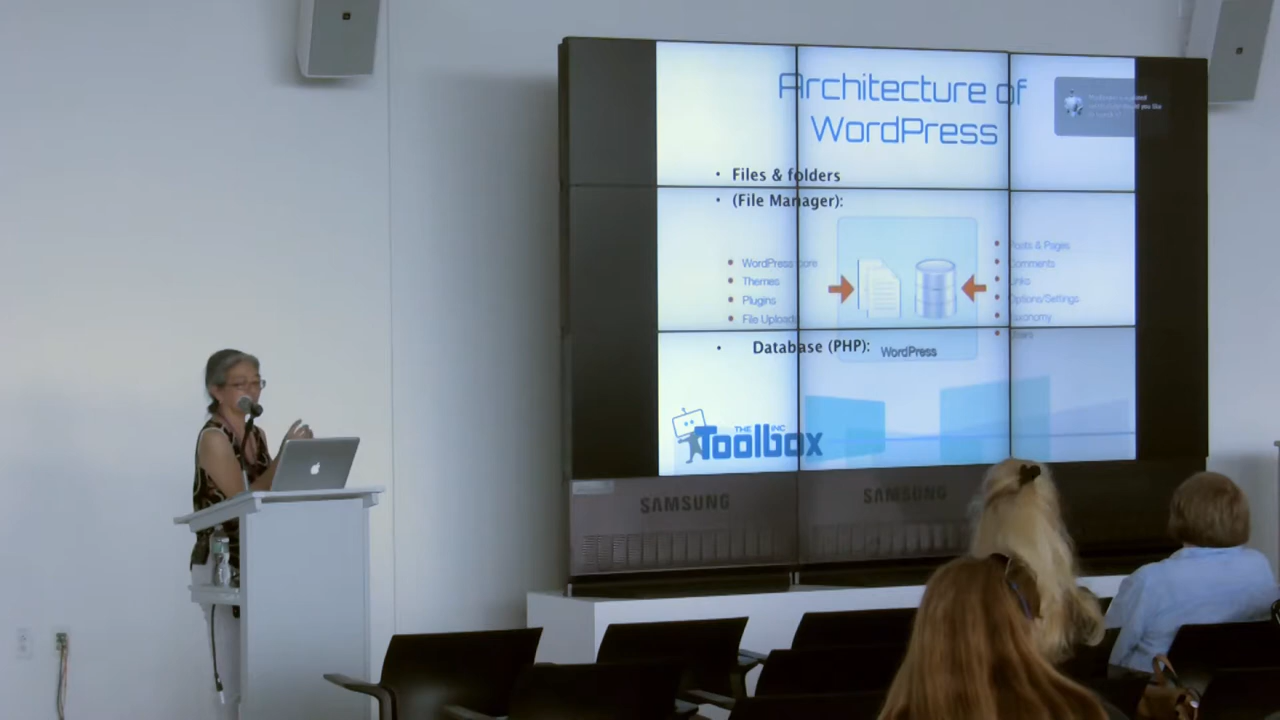 Architecture of
WordPress
• Files & folders
• (File Manager):
• WordPress core
• Themes
• Plugins
• File Uploads
• Posts & Pages
• Comments
• Links
• Options/Settings
• Taxonomy
• Users
• Database (PHP):
WordPress
THE INC
Toolbox
SAMSUNG
SAMSUNG